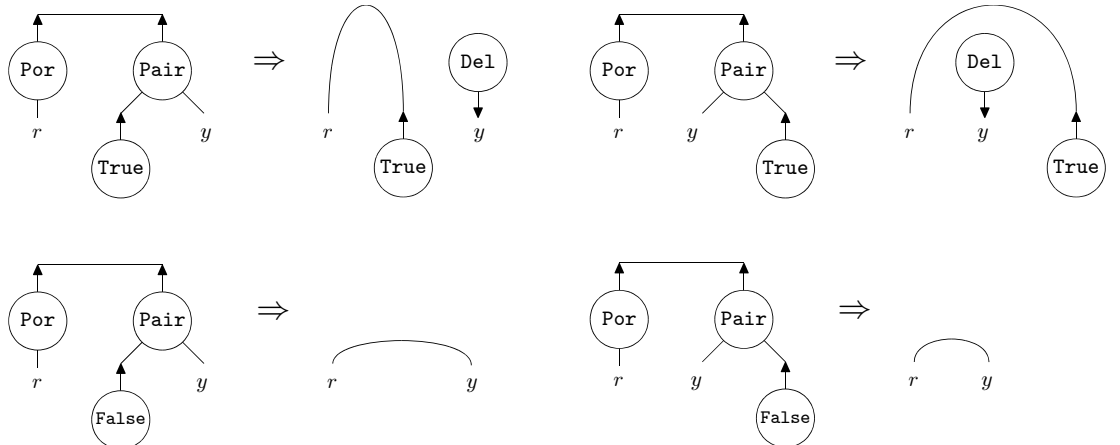 Por Pair ⇒ Del Por Pair ⇒ Del
r y r y r y r y
True True True True
Por Pair ⇒ Por Pair ⇒
r y r y r y r y
False False